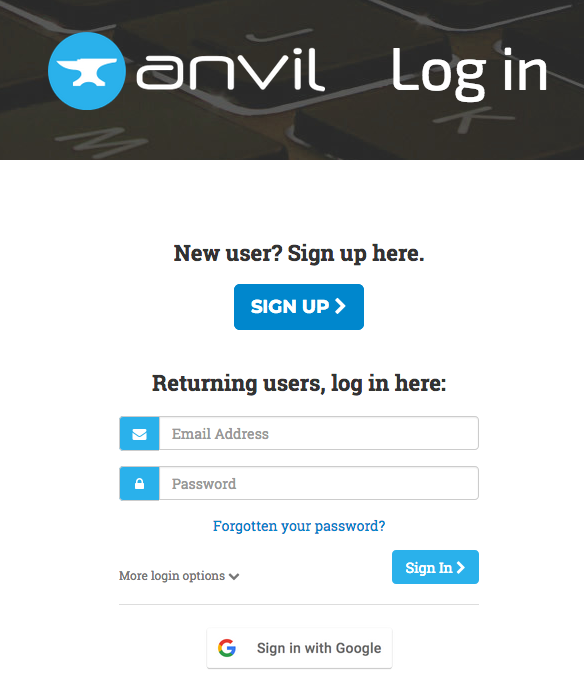 anvil Log in
M K
New user? Sign up here.
SIGN UP
Returning users, log in here:
Email Address
Password
Forgotten your password?
Sign In
More login options
Sign in with Google